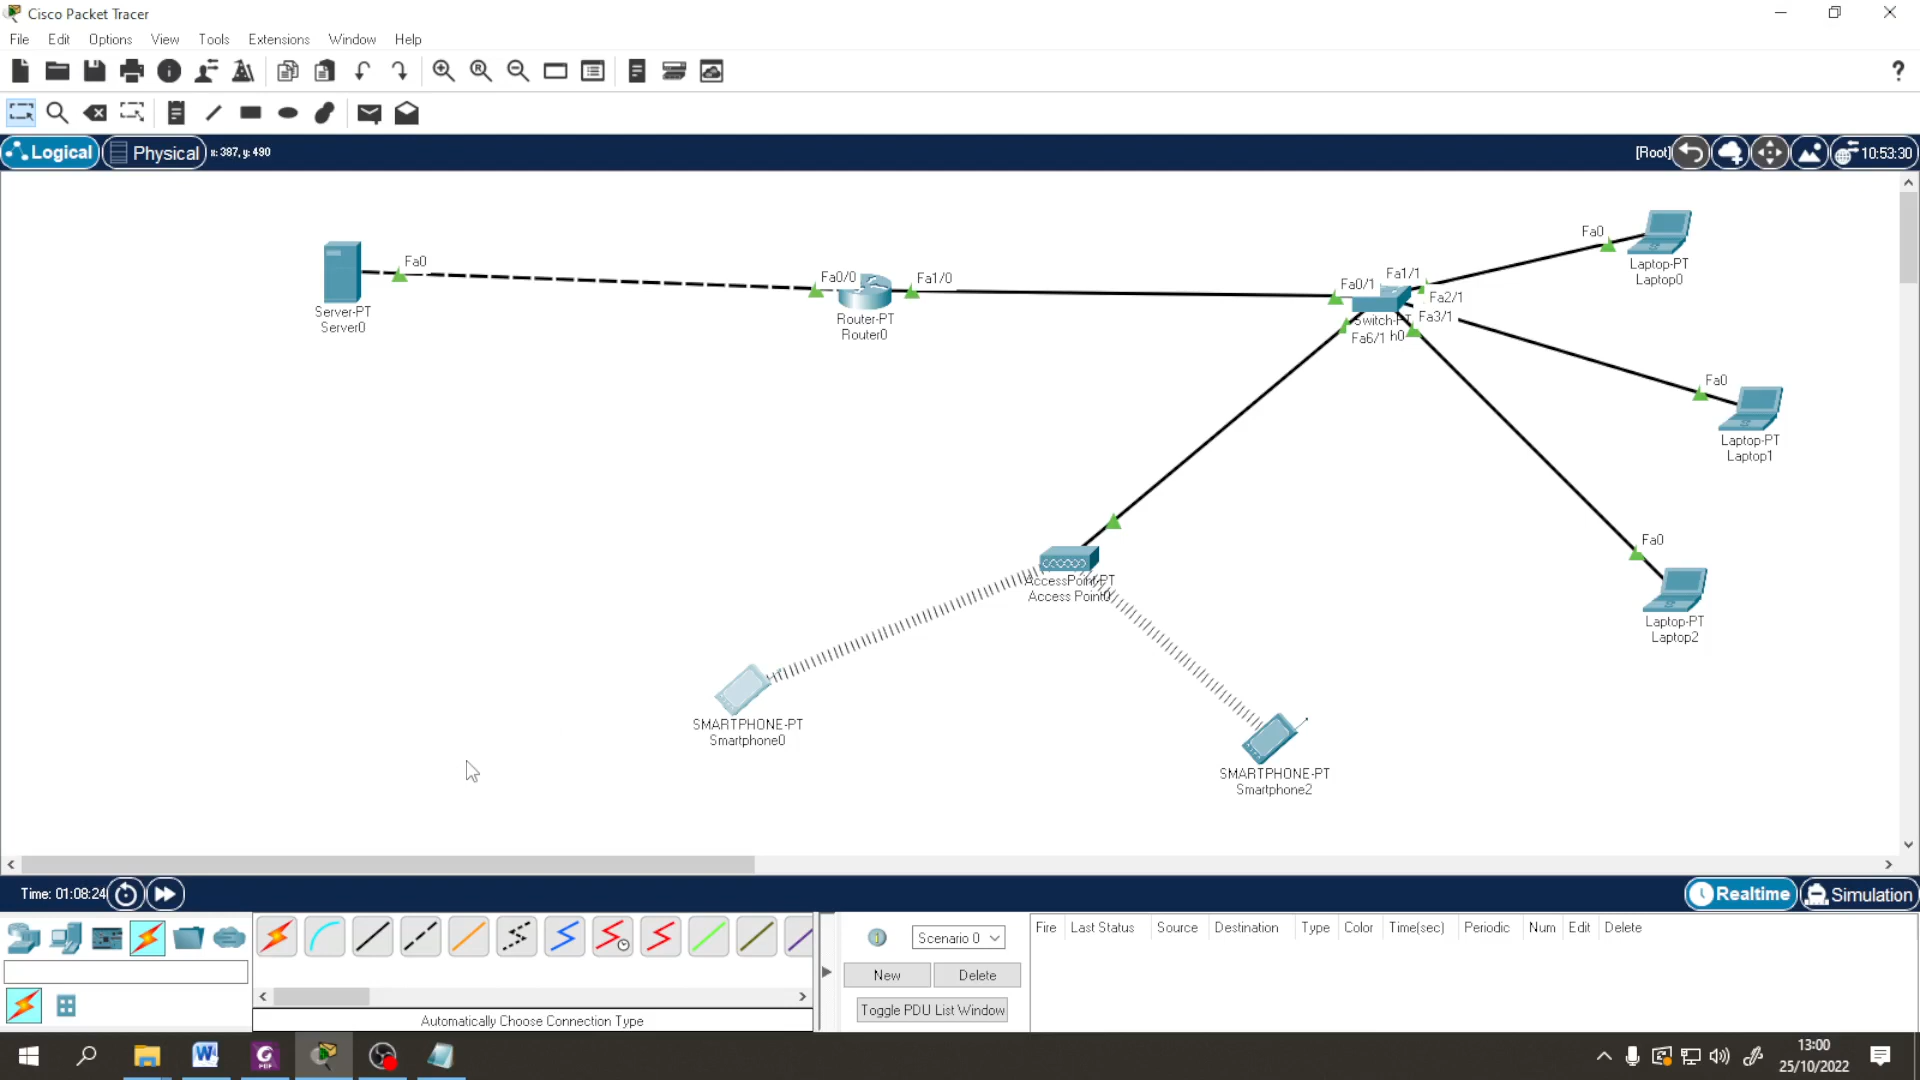 Cisco Packet Tracer
File Edit Options View Tools Extensions Window Help
?
Logical Physical x: 387, y: 490 [Root] 10:53:30
Fa0
Server-PT
Server0
Fa0/0
Fa1/0
Router-PT
Router0
Fa0/1
Fa1/1
Fa2/1
Fa3/1
Switch-PT
Fa6/1 h0
Fa0
Laptop-PT
Laptop0
Fa0
Laptop-PT
Laptop1
Fa0
Laptop-PT
Laptop2
AccessPoint-PT
Access Point0
SMARTPHONE-PT
Smartphone0
SMARTPHONE-PT
Smartphone2
Time: 01:08:24 Realtime Simulation
Scenario 0
New Delete
Toggle PDU List Window
Fire Last Status Source Destination Type Color Time(sec) Periodic Num Edit Delete
Automatically Choose Connection Type
13:00
25/10/2022